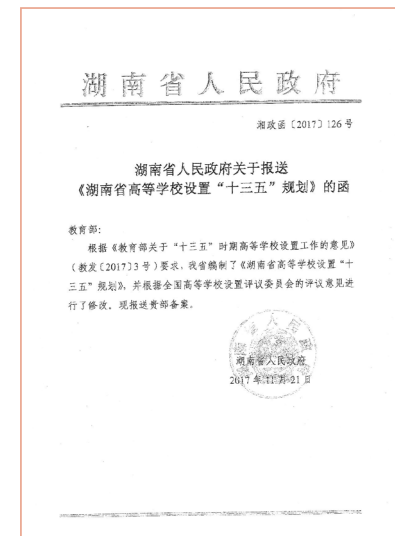 湖南省人民政府
湘政函〔2017〕126号
湖南省人民政府关于报送
《湖南省高等学校设置“十三五”规划》的函
教育部：
根据《教育部关于“十三五”时期高等学校设置工作的意见》
（教发〔2017〕3号）要求，我省编制了《湖南省高等学校设置“十
三五”规划》，并根据全国高等学校设置评议委员会的评议意见进
行了修改。现报送贵部备案。
湖南省人民政府
湖南省人民政府
2017年11月21日